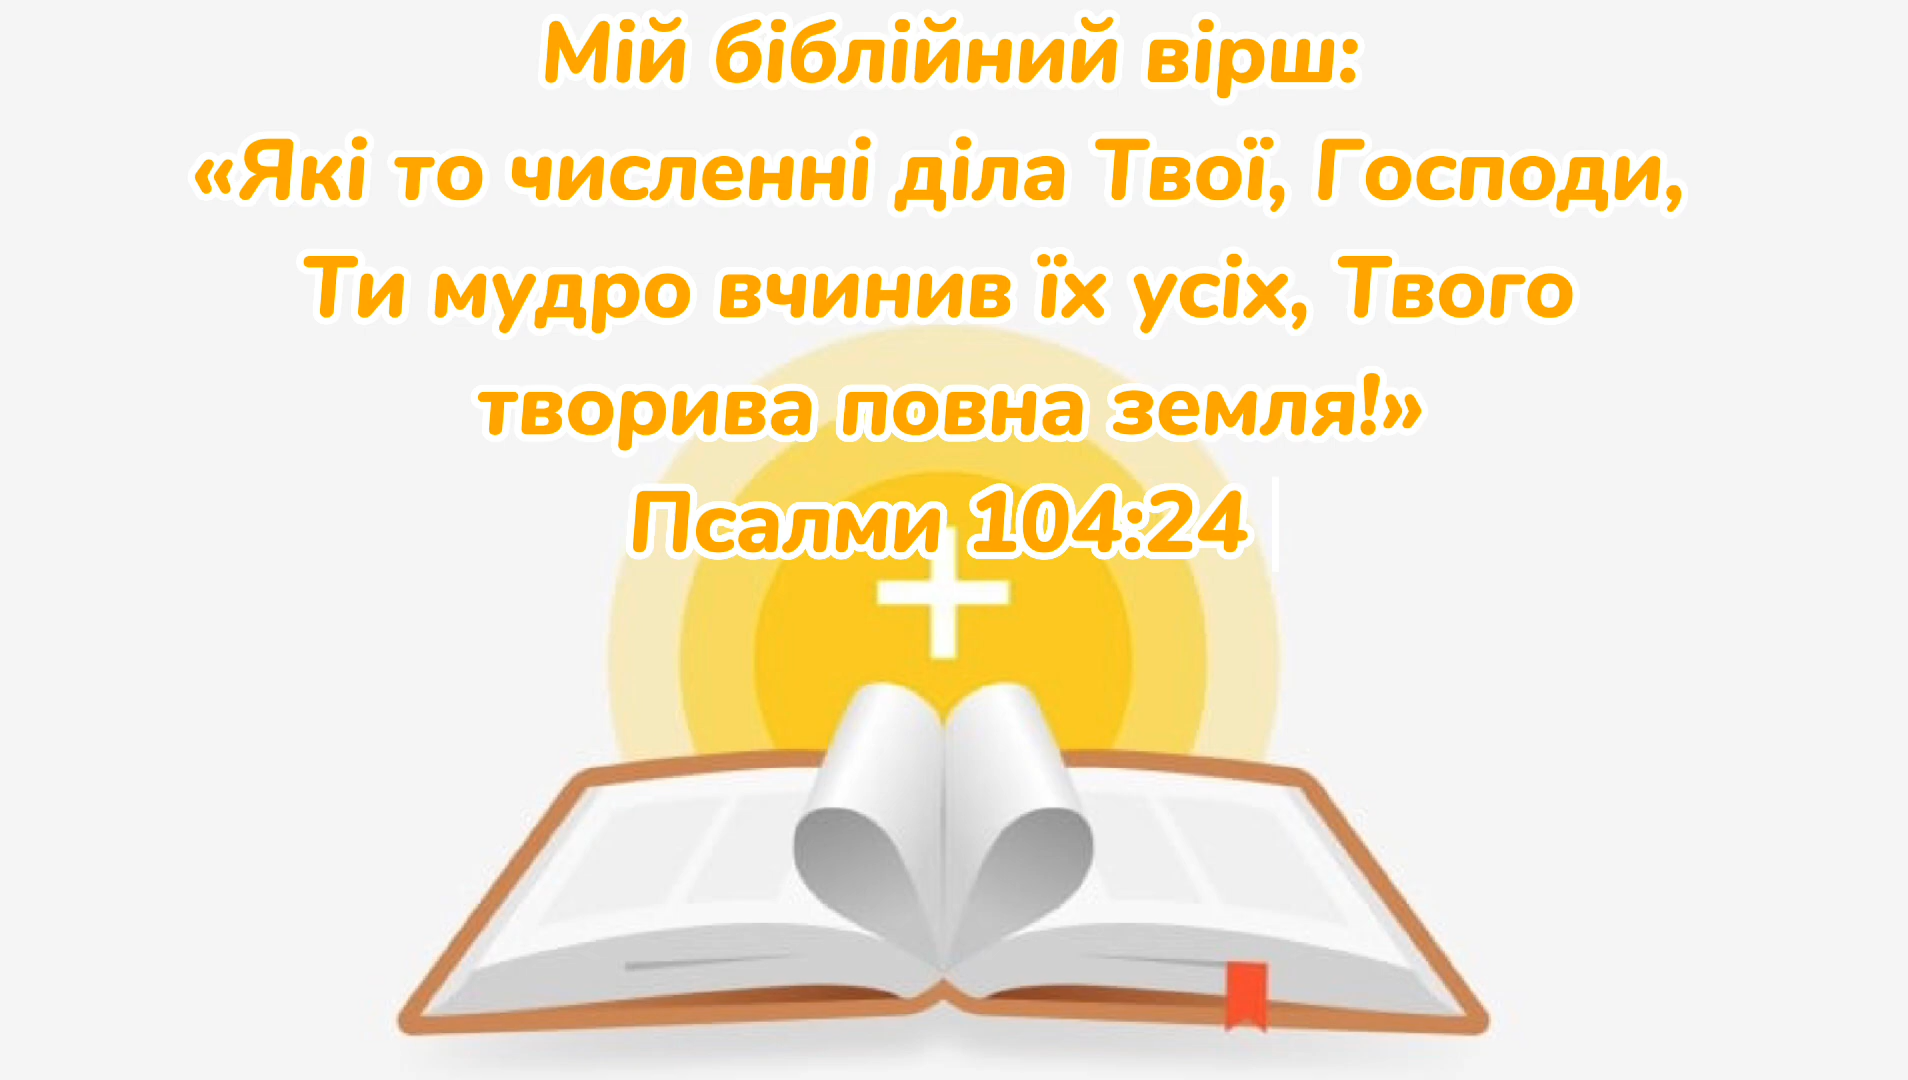 Мій біблійний вірш:
«Які то численні діла Твої, Господи,
Ти мудро вчинив їх усіх, Твого
творива повна земля!»
Псалми 104:24